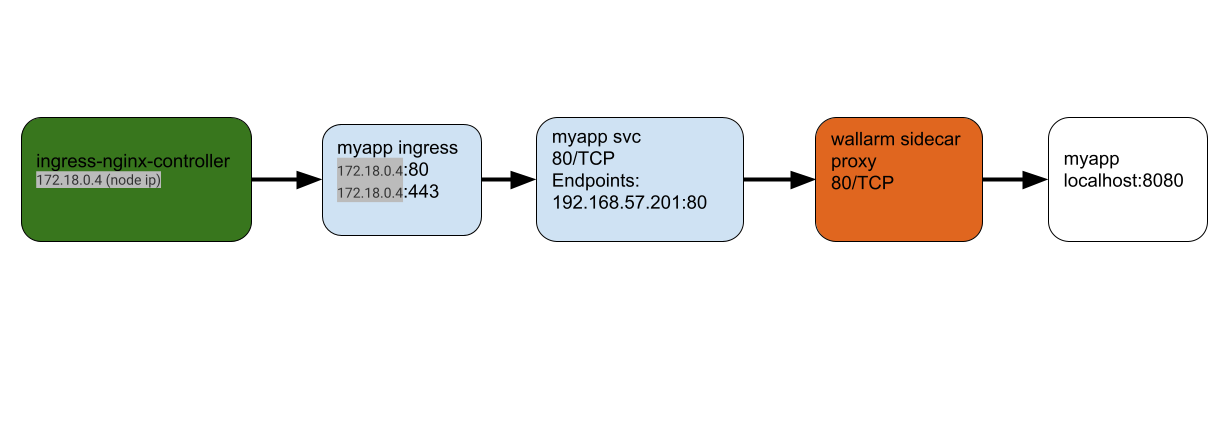 ingress-nginx-controller
172.18.0.4 (node ip)
myapp ingress
172.18.0.4:80
172.18.0.4:443
myapp svc
80/TCP
Endpoints:
192.168.57.201:80
wallarm sidecar
proxy
80/TCP
myapp
localhost:8080